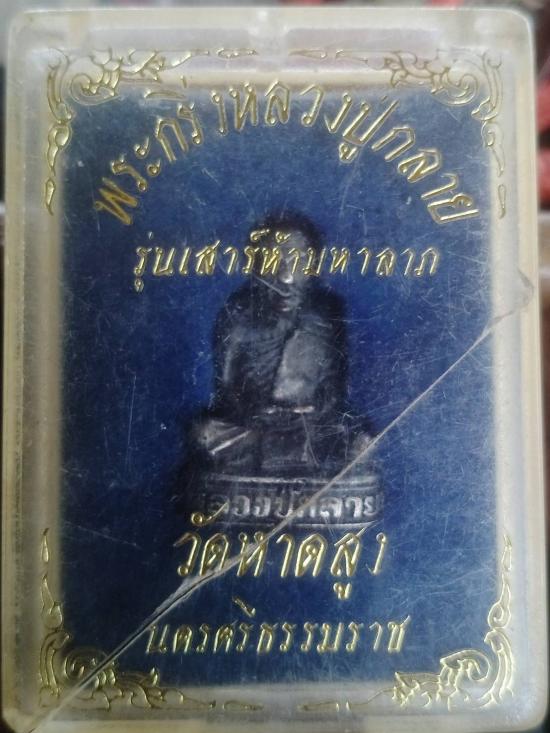 พระกริ่งหลวงปู่กลาย
รุ่นเสาร์ห้ามหาลาภ
หลวงปู่กลาย
วัดหาดสูง
นครศรีธรรมราช